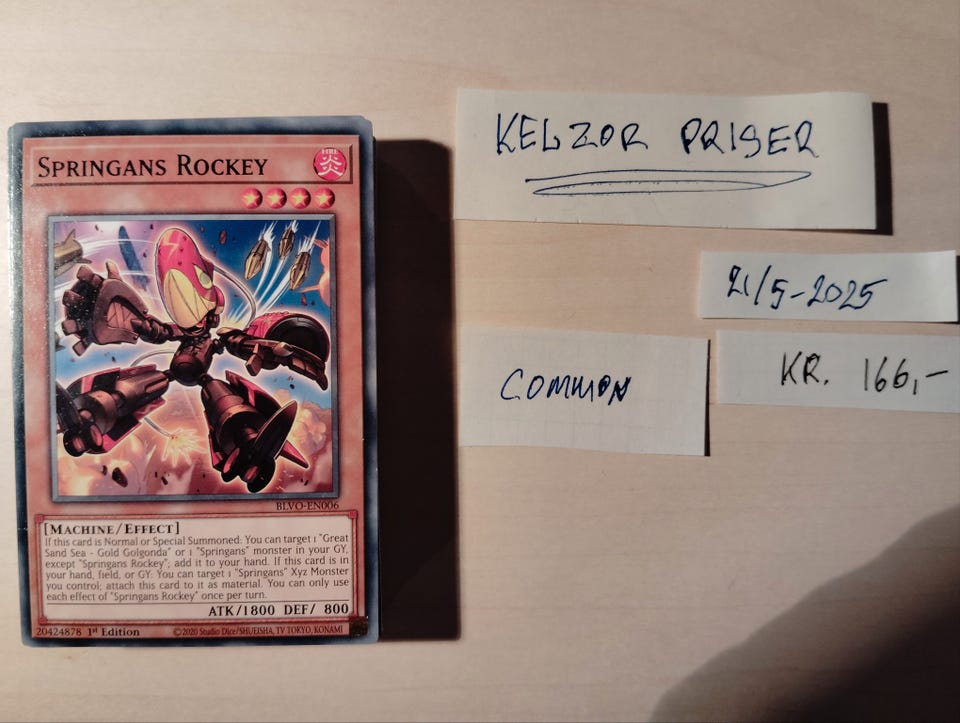 SPRINGANS ROCKEY
FIRE
炎
BLVO-EN006
[MACHINE/EFFECT]
If this card is Normal or Special Summoned: You can target 1 "Great
Sand Sea - Gold Golgonda" or 1 "Springans" monster in your GY,
except "Springans Rockey"; add it to your hand. If this card is in
your hand, field, or GY: You can target 1 "Springans" Xyz Monster
you control; attach this card to it as material. You can only use
each effect of "Springans Rockey" once per turn.
ATK/1800 DEF/ 800
20424878 1st Edition ©2020 Studio Dice/SHUEISHA, TV TOKYO, KONAMI
KELZOR PRISER
21/5-2025
COMMON
KR. 166,-